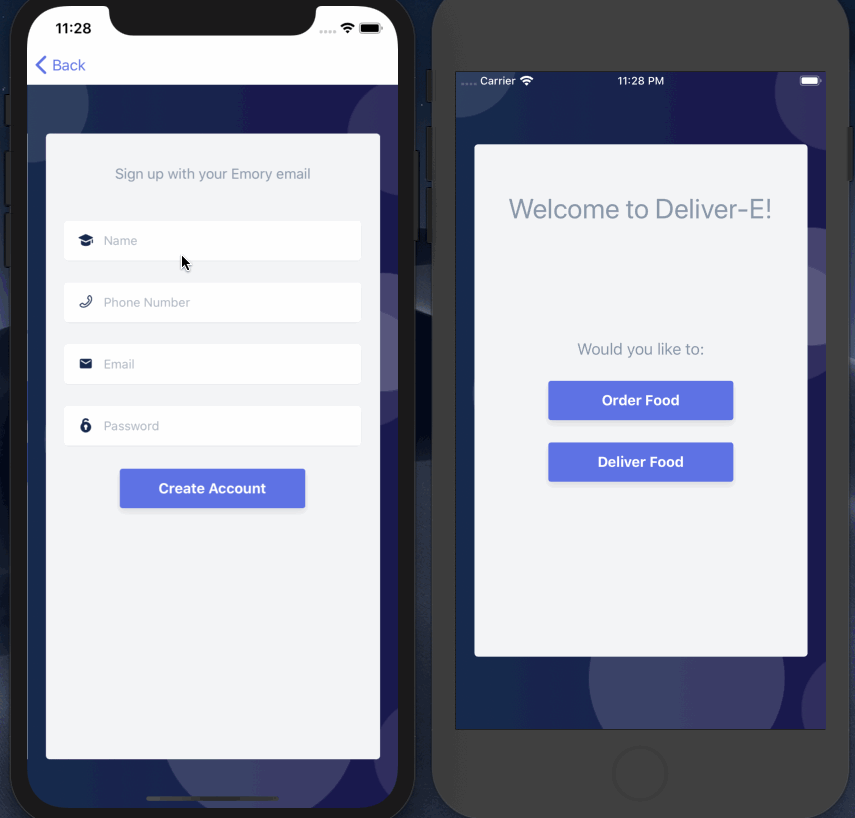 11:28
Back
Sign up with your Emory email
Name
Phone Number
Email
Password
Create Account
Carrier 11:28 PM
Welcome to Deliver-E!
Would you like to:
Order Food
Deliver Food